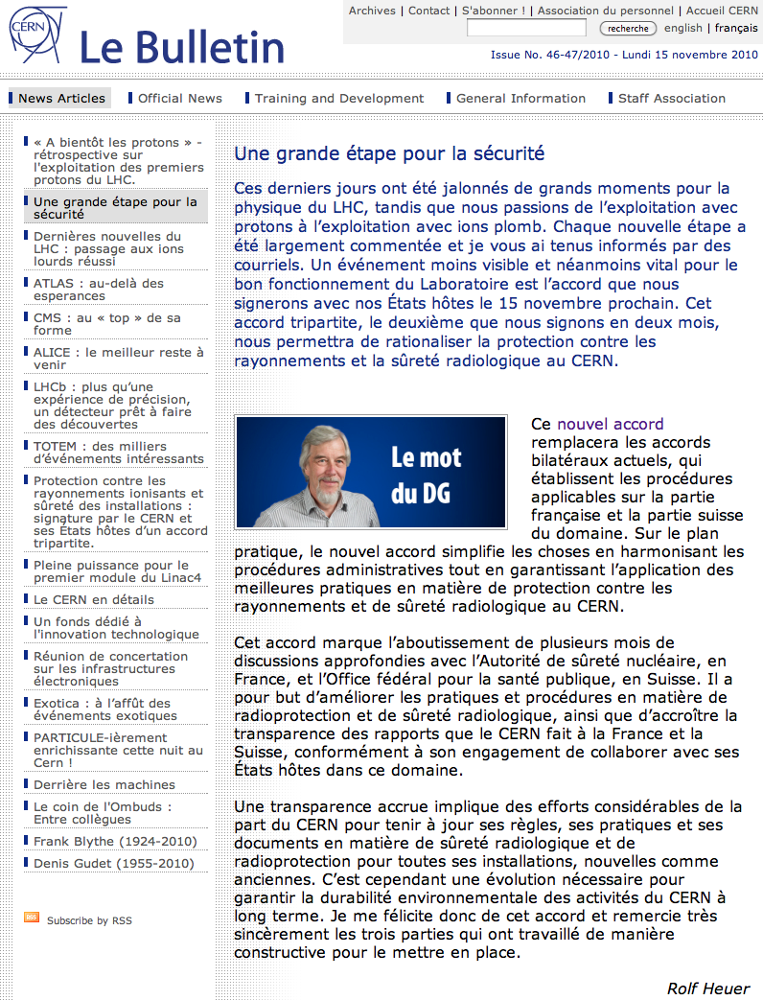 Archives | Contact | S'abonner ! | Association du personnel | Accueil CERN
CERN
Le Bulletin
recherche
english | français
Issue No. 46-47/2010 - Lundi 15 novembre 2010
News Articles
Official News
Training and Development
General Information
Staff Association
« A bientôt les protons » -
rétrospective sur
l'exploitation des premiers
protons du LHC.
Une grande étape pour la
sécurité
Dernières nouvelles du
LHC : passage aux ions
lourds réussi
ATLAS : au-delà des
esperances
CMS : au « top » de sa
forme
ALICE : le meilleur reste à
venir
LHCb : plus qu’une
expérience de précision,
un détecteur prêt à faire
des découvertes
TOTEM : des milliers
d’événements intéressants
Protection contre les
rayonnements ionisants et
sûreté des installations :
signature par le CERN et
ses États hôtes d’un accord
tripartite.
Pleine puissance pour le
premier module du Linac4
Le CERN en détails
Un fonds dédié à
l'innovation technologique
Réunion de concertation
sur les infrastructures
électroniques
Exotica : à l’affût des
événements exotiques
PARTICULE-ièrement
enrichissante cette nuit au
Cern !
Derrière les machines
Le coin de l'Ombuds :
Entre collègues
Frank Blythe (1924-2010)
Denis Gudet (1955-2010)
RSS Subscribe by RSS
Une grande étape pour la sécurité
Ces derniers jours ont été jalonnés de grands moments pour la
physique du LHC, tandis que nous passions de l’exploitation avec
protons à l’exploitation avec ions plomb. Chaque nouvelle étape a
été largement commentée et je vous ai tenus informés par des
courriels. Un événement moins visible et néanmoins vital pour le
bon fonctionnement du Laboratoire est l’accord que nous
signerons avec nos États hôtes le 15 novembre prochain. Cet
accord tripartite, le deuxième que nous signons en deux mois,
nous permettra de rationaliser la protection contre les
rayonnements et la sûreté radiologique au CERN.
Le mot
du DG
Ce nouvel accord
remplacera les accords
bilatéraux actuels, qui
établissent les procédures
applicables sur la partie
française et la partie suisse
du domaine. Sur le plan
pratique, le nouvel accord simplifie les choses en harmonisant les
procédures administratives tout en garantissant l’application des
meilleures pratiques en matière de protection contre les
rayonnements et de sûreté radiologique au CERN.
Cet accord marque l’aboutissement de plusieurs mois de
discussions approfondies avec l’Autorité de sûreté nucléaire, en
France, et l’Office fédéral pour la santé publique, en Suisse. Il a
pour but d’améliorer les pratiques et procédures en matière de
radioprotection et de sûreté radiologique, ainsi que d’accroître la
transparence des rapports que le CERN fait à la France et la
Suisse, conformément à son engagement de collaborer avec ses
États hôtes dans ce domaine.
Une transparence accrue implique des efforts considérables de la
part du CERN pour tenir à jour ses règles, ses pratiques et ses
documents en matière de sûreté radiologique et de
radioprotection pour toutes ses installations, nouvelles comme
anciennes. C’est cependant une évolution nécessaire pour
garantir la durabilité environnementale des activités du CERN à
long terme. Je me félicite donc de cet accord et remercie très
sincèrement les trois parties qui ont travaillé de manière
constructive pour le mettre en place.
Rolf Heuer